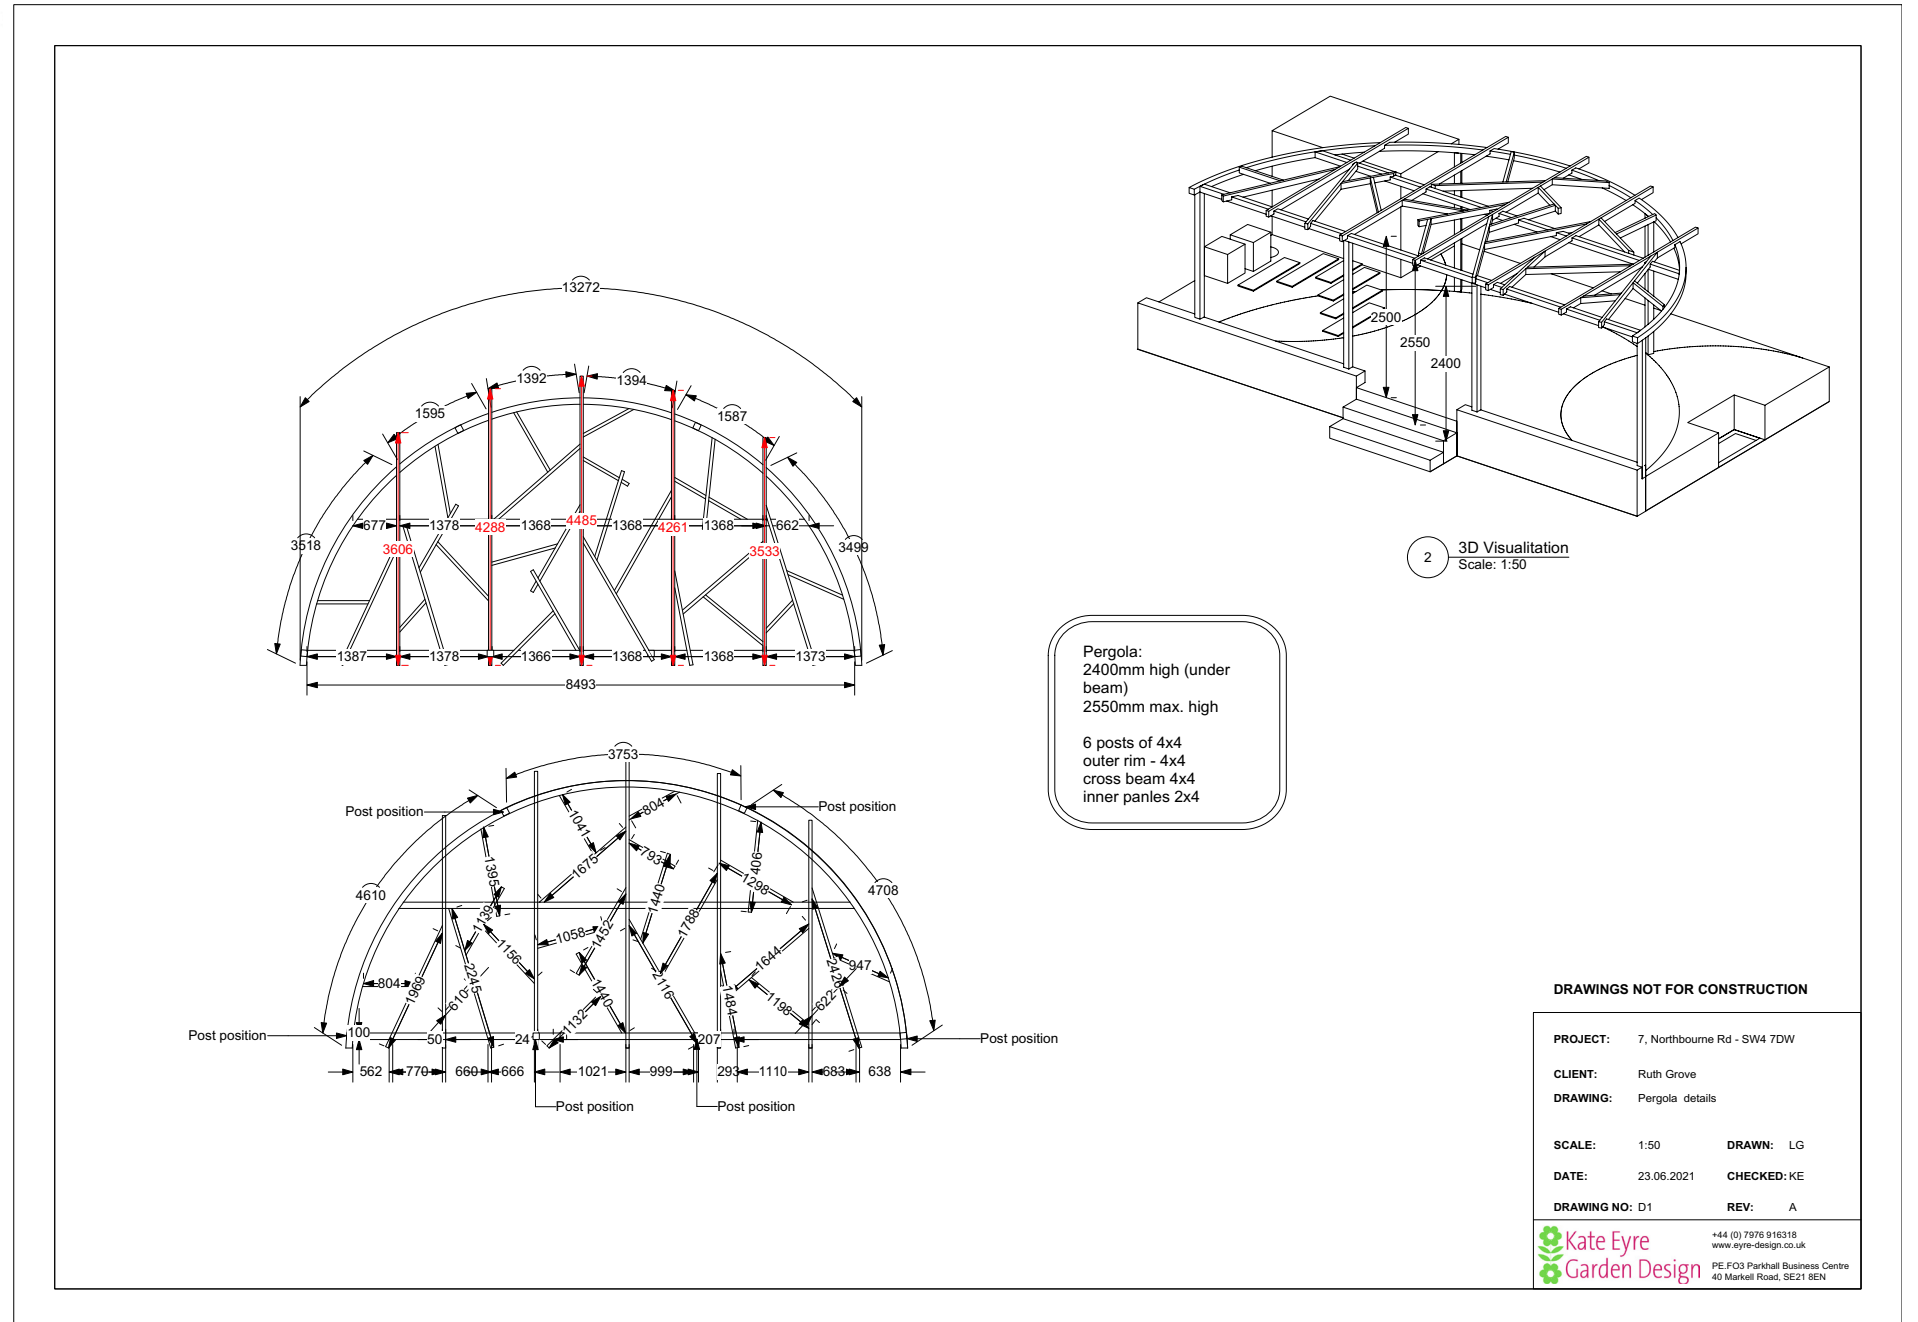 13272
1392
1394
1595
1587
3518
3499
677
1378
4288
1368
4485
1368
4261
1368
662
3606
3533
1387
1378
1366
1368
1368
1373
8493
2500
2550
2400
2
3D Visualitation
Scale: 1:50
Pergola:
2400mm high (under
beam)
2550mm max. high
6 posts of 4x4
outer rim - 4x4
cross beam 4x4
inner panles 2x4
3753
Post position
Post position
4610
4708
1041
804
1675
793
1395
1440
406
1298
1139
1788
1058
1452
1156
1644
947
804
1969
2245
610
1440
2116
1484
1198
622
1132
Post position
100
50
24
207
Post position
562
770
660
666
1021
999
293
1110
683
638
Post position
Post position
DRAWINGS NOT FOR CONSTRUCTION
PROJECT: 7, Northbourne Rd - SW4 7DW
CLIENT: Ruth Grove
DRAWING: Pergola details
SCALE: 1:50 DRAWN: LG
DATE: 23.06.2021 CHECKED: KE
DRAWING NO: D1 REV: A
Kate Eyre
Garden Design
+44 (0) 7976 916318
www.eyre-design.co.uk
PE.FO3 Parkhall Business Centre
40 Markell Road, SE21 8EN